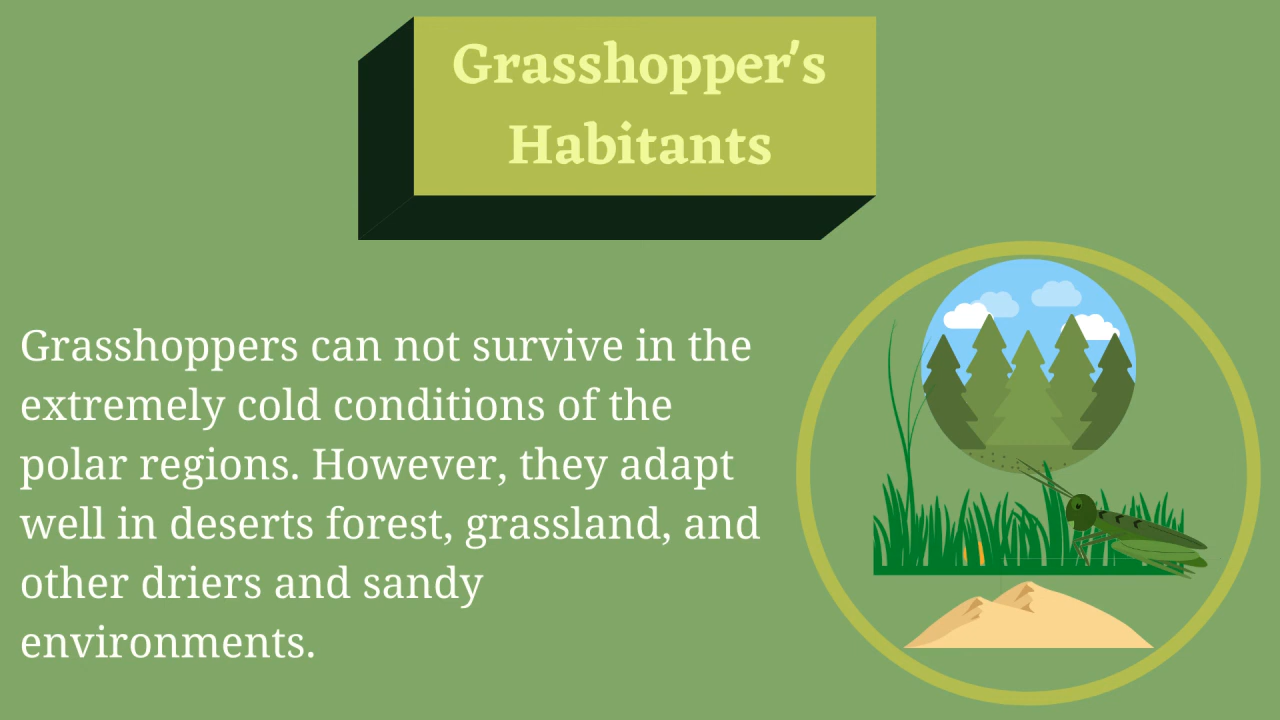 Grasshopper's
Habitants
Grasshoppers can not survive in the
extremely cold conditions of the
polar regions. However, they adapt
well in deserts forest, grassland, and
other driers and sandy
environments.